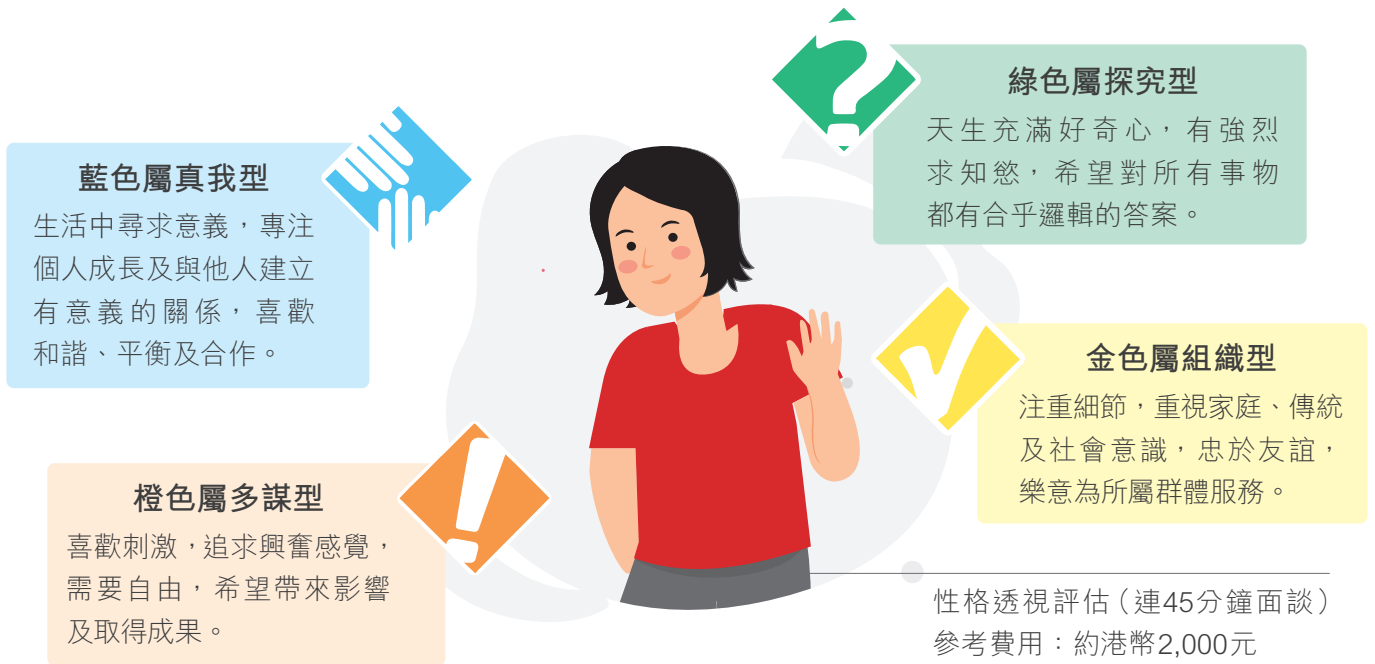 藍色屬真我型
生活中尋求意義，專注
個人成長及與他人建立
有意義的關係，喜歡
和諧、平衡及合作。
綠色屬探究型
天生充滿好奇心，有強烈
求知慾，希望對所有事物
都有合乎邏輯的答案。
橙色屬多謀型
喜歡刺激，追求興奮感覺，
需要自由，希望帶來影響
及取得成果。
金色屬組織型
注重細節，重視家庭、傳統
及社會意識，忠於友誼，
樂意為所屬群體服務。
性格透視評估（連45分鐘面談）
參考費用：約港幣2,000元